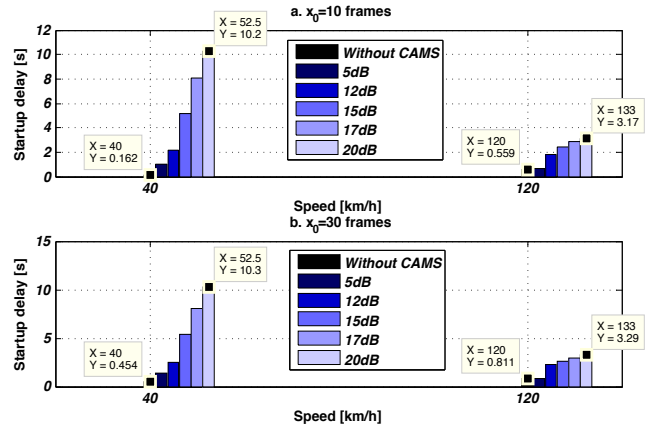 a. x0=10 frames
Startup delay [s]
12
10
8
6
4
2
0
X = 40
Y = 0.162
X = 52.5
Y = 10.2
Without CAMS
5dB
12dB
15dB
17dB
20dB
X = 120
Y = 0.559
X = 133
Y = 3.17
40
120
Speed [km/h]
b. x0=30 frames
Startup delay [s]
15
10
5
0
X = 40
Y = 0.454
X = 52.5
Y = 10.3
Without CAMS
5dB
12dB
15dB
17dB
20dB
X = 120
Y = 0.811
X = 133
Y = 3.29
40
120
Speed [km/h]